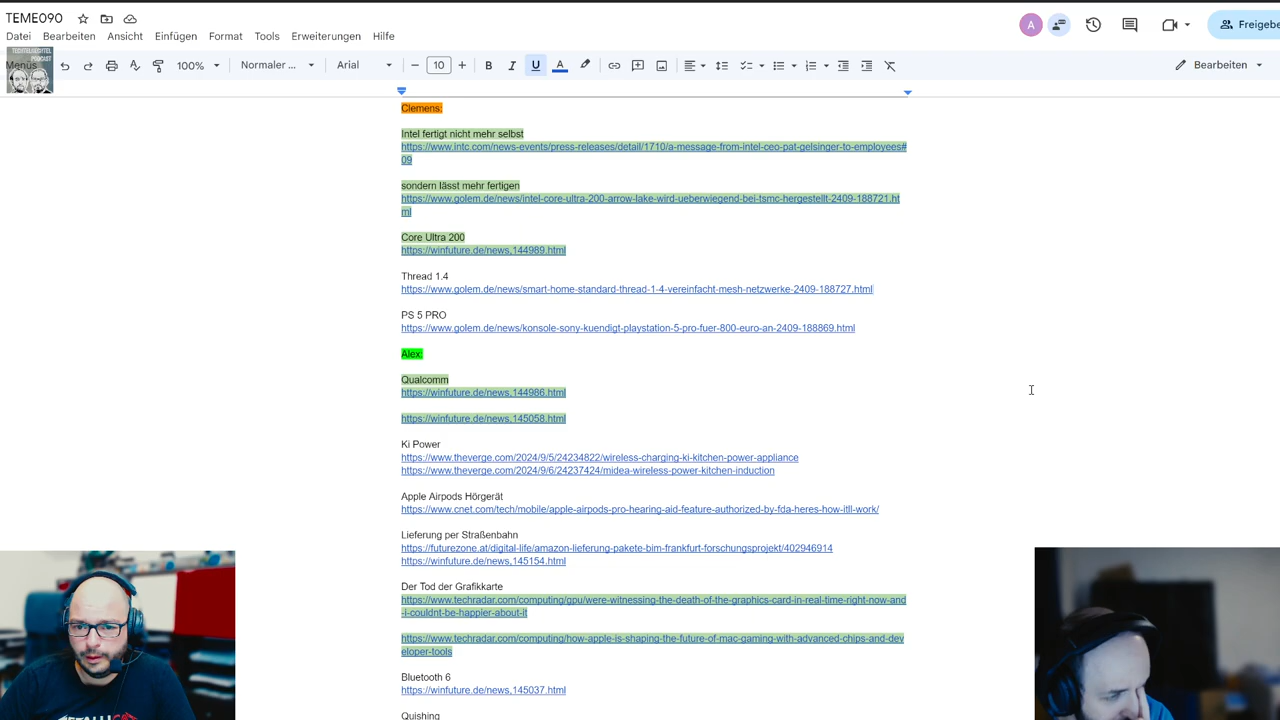 TEME090
Datei Bearbeiten Ansicht Einfügen Format Tools Erweiterungen Hilfe
A
Freigebe
TECHTELMECHTEL
PODCAST
Menüs
100% Normaler ... Arial 10 B I U A
Bearbeiten
Clemens:
Intel fertigt nicht mehr selbst
https://www.intc.com/news-events/press-releases/detail/1710/a-message-from-intel-ceo-pat-gelsinger-to-employees#
09
sondern lässt mehr fertigen
https://www.golem.de/news/intel-core-ultra-200-arrow-lake-wird-ueberwiegend-bei-tsmc-hergestellt-2409-188721.ht
ml
Core Ultra 200
https://winfuture.de/news,144989.html
Thread 1.4
https://www.golem.de/news/smart-home-standard-thread-1-4-vereinfacht-mesh-netzwerke-2409-188727.html
PS 5 PRO
https://www.golem.de/news/konsole-sony-kuendigt-playstation-5-pro-fuer-800-euro-an-2409-188869.html
Alex:
Qualcomm
https://winfuture.de/news,144986.html
https://winfuture.de/news,145058.html
Ki Power
https://www.theverge.com/2024/9/5/24234822/wireless-charging-ki-kitchen-power-appliance
https://www.theverge.com/2024/9/6/24237424/midea-wireless-power-kitchen-induction
Apple Airpods Hörgerät
https://www.cnet.com/tech/mobile/apple-airpods-pro-hearing-aid-feature-authorized-by-fda-heres-how-itll-work/
Lieferung per Straßenbahn
https://futurezone.at/digital-life/amazon-lieferung-pakete-bim-frankfurt-forschungsprojekt/402946914
https://winfuture.de/news,145154.html
Der Tod der Grafikkarte
https://www.techradar.com/computing/gpu/were-witnessing-the-death-of-the-graphics-card-in-real-time-right-now-and
-i-couldnt-be-happier-about-it
https://www.techradar.com/computing/how-apple-is-shaping-the-future-of-mac-gaming-with-advanced-chips-and-dev
eloper-tools
Bluetooth 6
https://winfuture.de/news,145037.html
Quishing